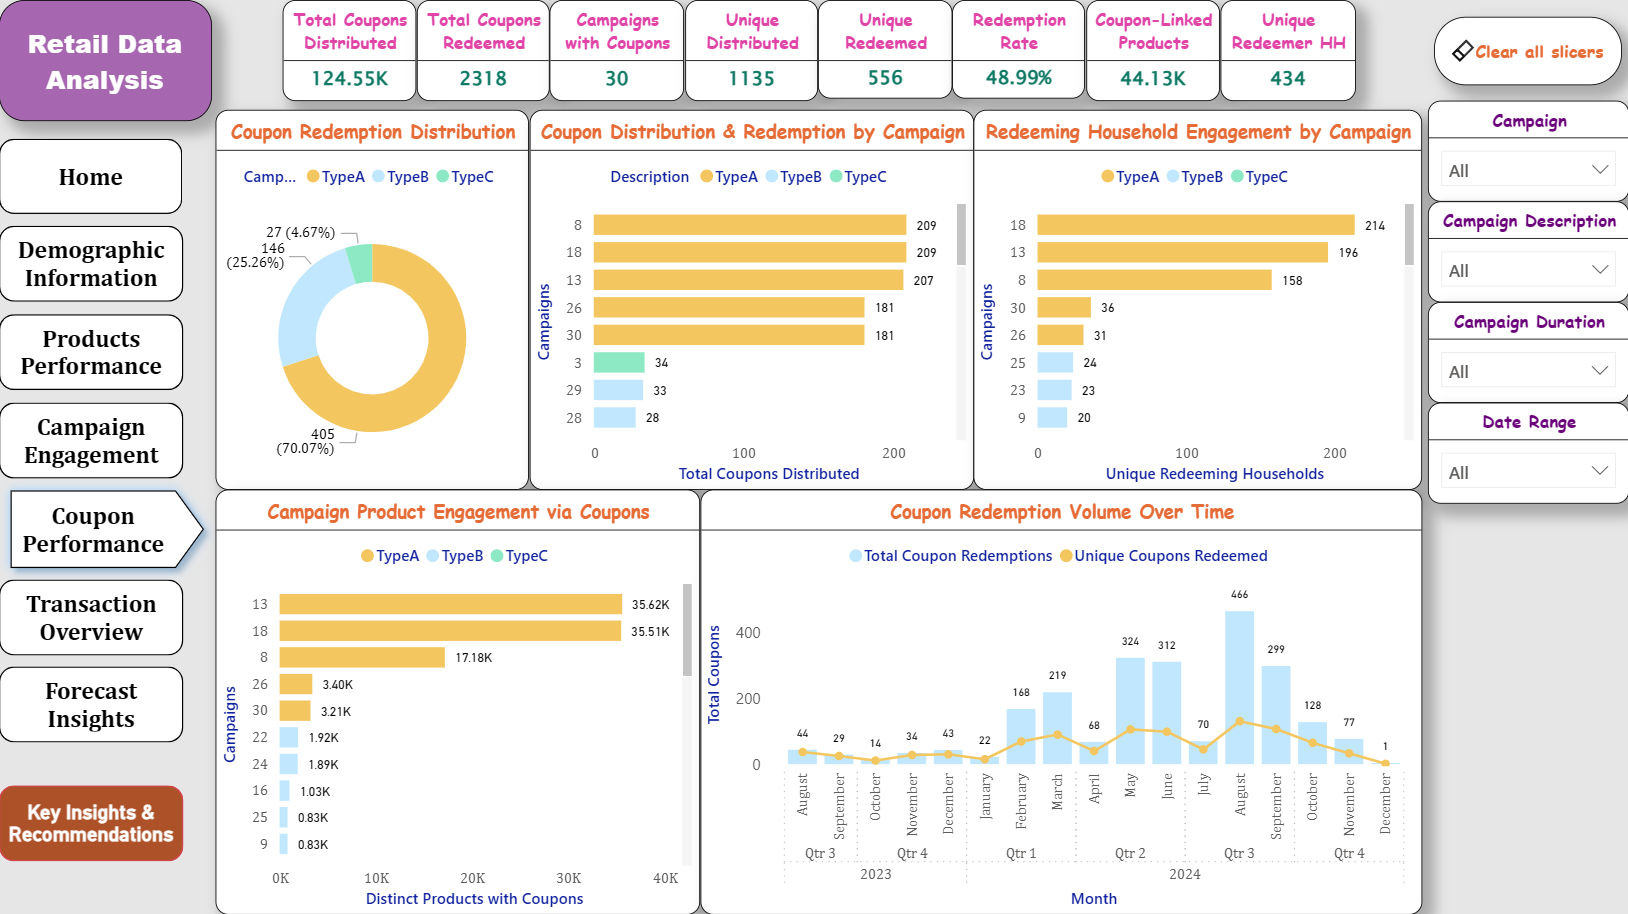 Retail Data
Analysis
Total Coupons
Distributed
124.55K
Total Coupons
Redeemed
2318
Campaigns
with Coupons
30
Unique
Distributed
1135
Unique
Redeemed
556
Redemption
Rate
48.99%
Coupon-Linked
Products
44.13K
Unique
Redeemer HH
434
Clear all slicers
Home
Demographic
Information
Products
Performance
Campaign
Engagement
Coupon
Performance
Transaction
Overview
Forecast
Insights
Key Insights &
Recommendations
Coupon Redemption Distribution
Camp... TypeA TypeB TypeC
27 (4.67%)
146
(25.26%)
405
(70.07%)
Coupon Distribution & Redemption by Campaign
Description TypeA TypeB TypeC
Campaigns
8 209
18 209
13 207
26 181
30 181
3 34
29 33
28 28
0 100 200
Total Coupons Distributed
Redeeming Household Engagement by Campaign
TypeA TypeB TypeC
Campaigns
18 214
13 196
8 158
30 36
26 31
25 24
23 23
9 20
0 100 200
Unique Redeeming Households
Campaign
All
Campaign Description
All
Campaign Duration
All
Date Range
All
Campaign Product Engagement via Coupons
TypeA TypeB TypeC
Campaigns
13 35.62K
18 35.51K
8 17.18K
26 3.40K
30 3.21K
22 1.92K
24 1.89K
16 1.03K
25 0.83K
9 0.83K
0K 10K 20K 30K 40K
Distinct Products with Coupons
Coupon Redemption Volume Over Time
Total Coupon Redemptions Unique Coupons Redeemed
Total Coupons
400
200
0
44 29 14 34 43 22 168 219 68 324 312 70 466 299 128 77 1
August September October November December January February March April May June July August September October November December
Qtr 3 Qtr 4 Qtr 1 Qtr 2 Qtr 3 Qtr 4
2023 2024
Month